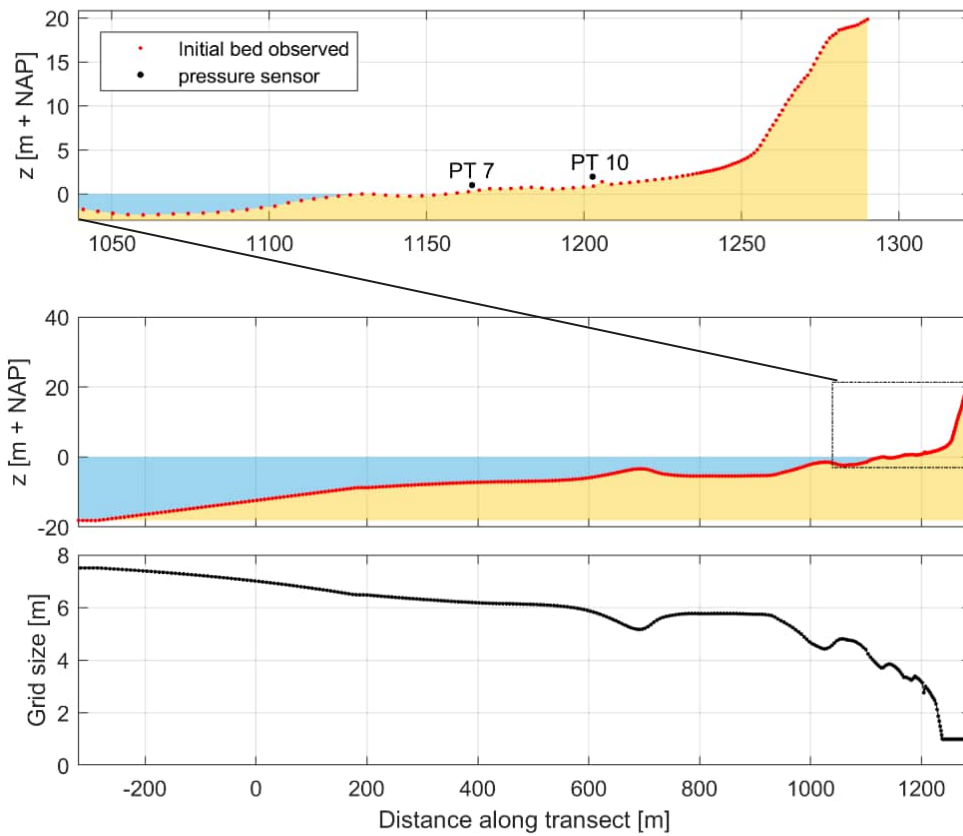 20
15
10
5
0
z [m + NAP]
Initial bed observed
pressure sensor
PT 7
PT 10
1050 1100 1150 1200 1250 1300
40
20
0
-20
z [m + NAP]
8
6
4
2
0
Grid size [m]
-200 0 200 400 600 800 1000 1200
Distance along transect [m]